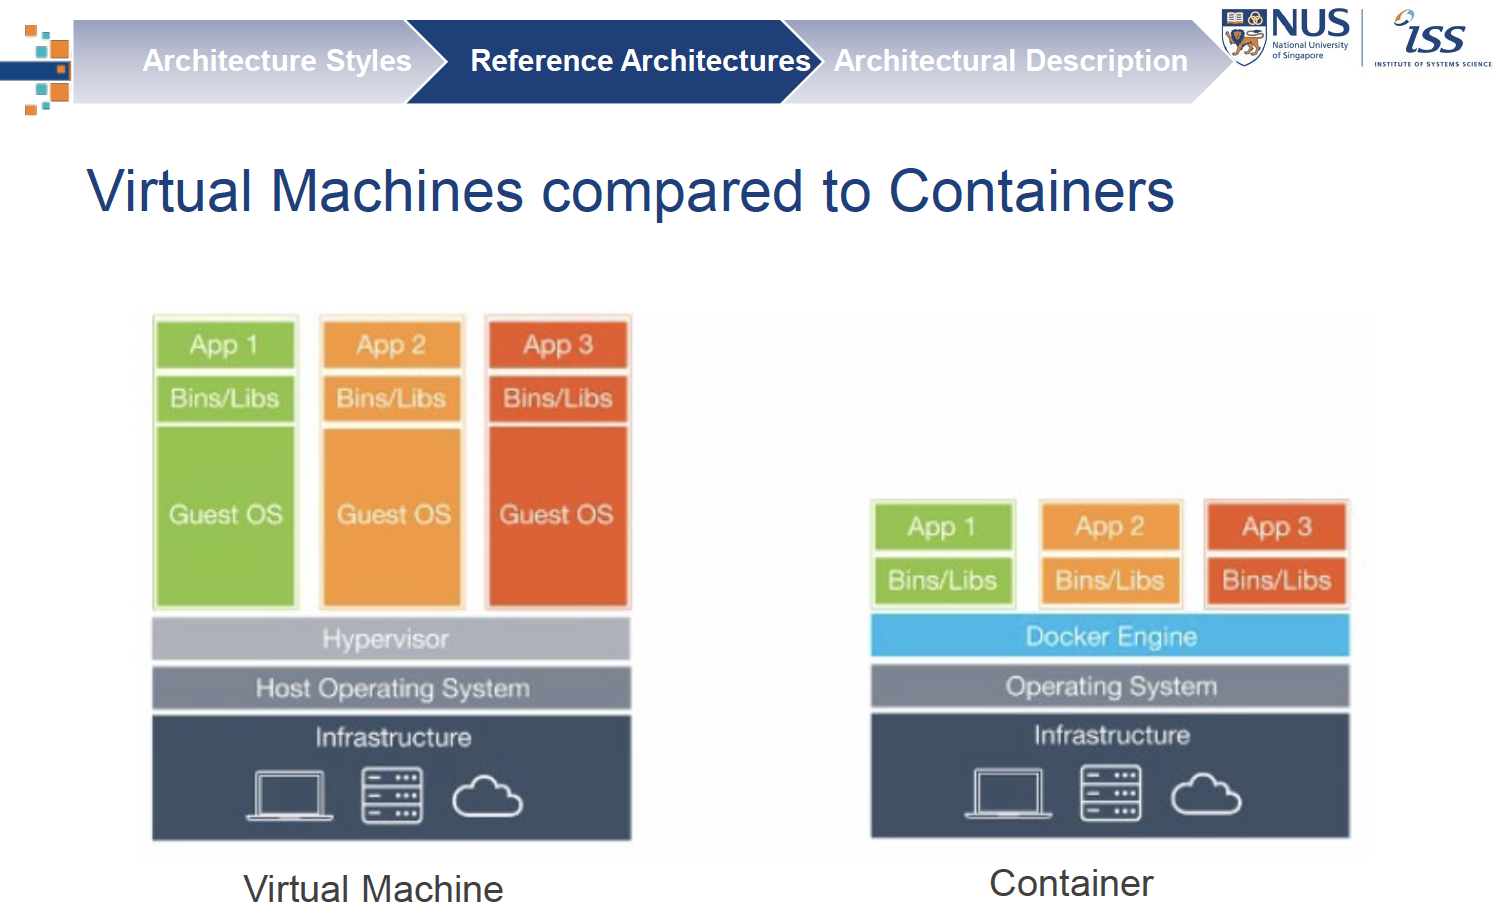 Architecture Styles
Reference Architectures
Architectural Description
NUS
National University
of Singapore
iss
INSTITUTE OF SYSTEMS SCIENCE
Virtual Machines compared to Containers
App 1
App 2
App 3
Bins/Libs
Bins/Libs
Bins/Libs
Guest OS
Guest OS
Guest OS
Hypervisor
Host Operating System
Infrastructure
Virtual Machine
App 1
App 2
App 3
Bins/Libs
Bins/Libs
Bins/Libs
Docker Engine
Operating System
Infrastructure
Container